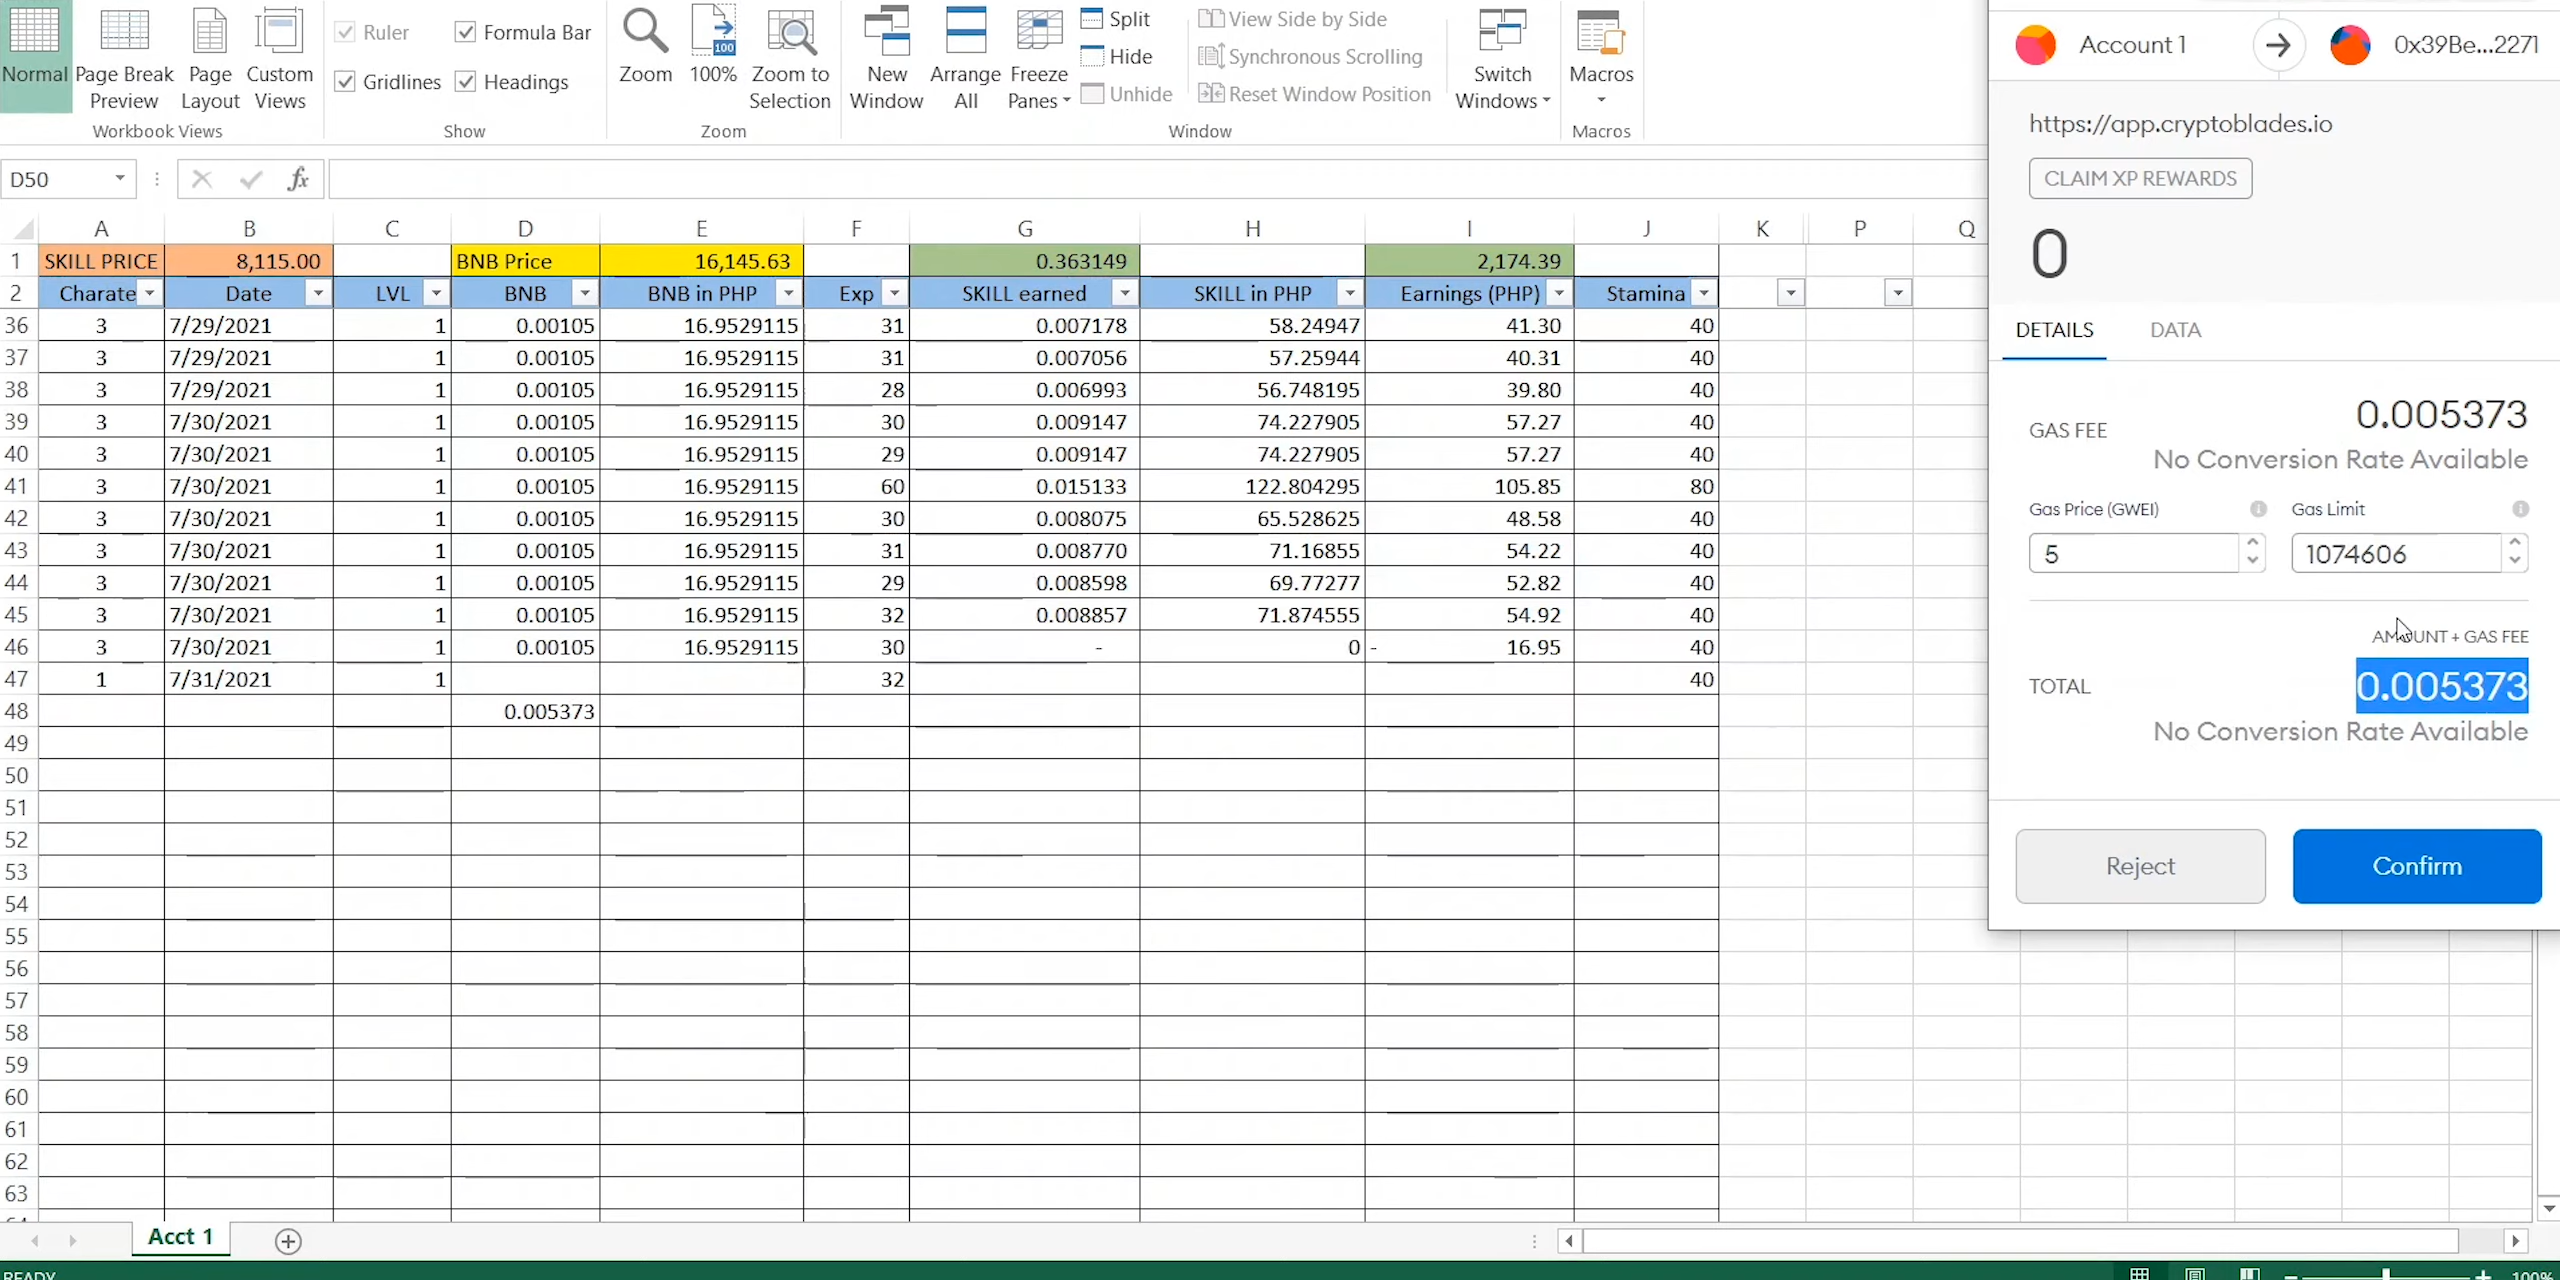 Normal Page Break Preview Page Layout Custom Views
Workbook Views
Ruler Formula Bar
Gridlines Headings
Show
Zoom 100% Zoom to Selection
Zoom
New Window Arrange All Freeze Panes
Split
Hide
Unhide
View Side by Side
Synchronous Scrolling
Reset Window Position
Switch Windows
Window
Macros
Macros
D50 fx
A B C D E F G H I J K P Q
1 SKILL PRICE 8,115.00 BNB Price 16,145.63 0.363149 2,174.39
2 Charate Date LVL BNB BNB in PHP Exp SKILL earned SKILL in PHP Earnings (PHP) Stamina
36 3 7/29/2021 1 0.00105 16.9529115 31 0.007178 58.24947 41.30 40
37 3 7/29/2021 1 0.00105 16.9529115 31 0.007056 57.25944 40.31 40
38 3 7/29/2021 1 0.00105 16.9529115 28 0.006993 56.748195 39.80 40
39 3 7/30/2021 1 0.00105 16.9529115 30 0.009147 74.227905 57.27 40
40 3 7/30/2021 1 0.00105 16.9529115 29 0.009147 74.227905 57.27 40
41 3 7/30/2021 1 0.00105 16.9529115 60 0.015133 122.804295 105.85 80
42 3 7/30/2021 1 0.00105 16.9529115 30 0.008075 65.528625 48.58 40
43 3 7/30/2021 1 0.00105 16.9529115 31 0.008770 71.16855 54.22 40
44 3 7/30/2021 1 0.00105 16.9529115 29 0.008598 69.77277 52.82 40
45 3 7/30/2021 1 0.00105 16.9529115 32 0.008857 71.874555 54.92 40
46 3 7/30/2021 1 0.00105 16.9529115 30 - 0 - 16.95 40
47 1 7/31/2021 1 32 40
48 0.005373
49
50
51
52
53
54
55
56
57
58
59
60
61
62
63
Acct 1
READY
100%
Account 1 0x39Be...2271
https://app.cryptoblades.io
CLAIM XP REWARDS
0
DETAILS DATA
GAS FEE 0.005373
No Conversion Rate Available
Gas Price (GWEI) Gas Limit
5 1074606
AMOUNT + GAS FEE
TOTAL 0.005373
No Conversion Rate Available
Reject Confirm